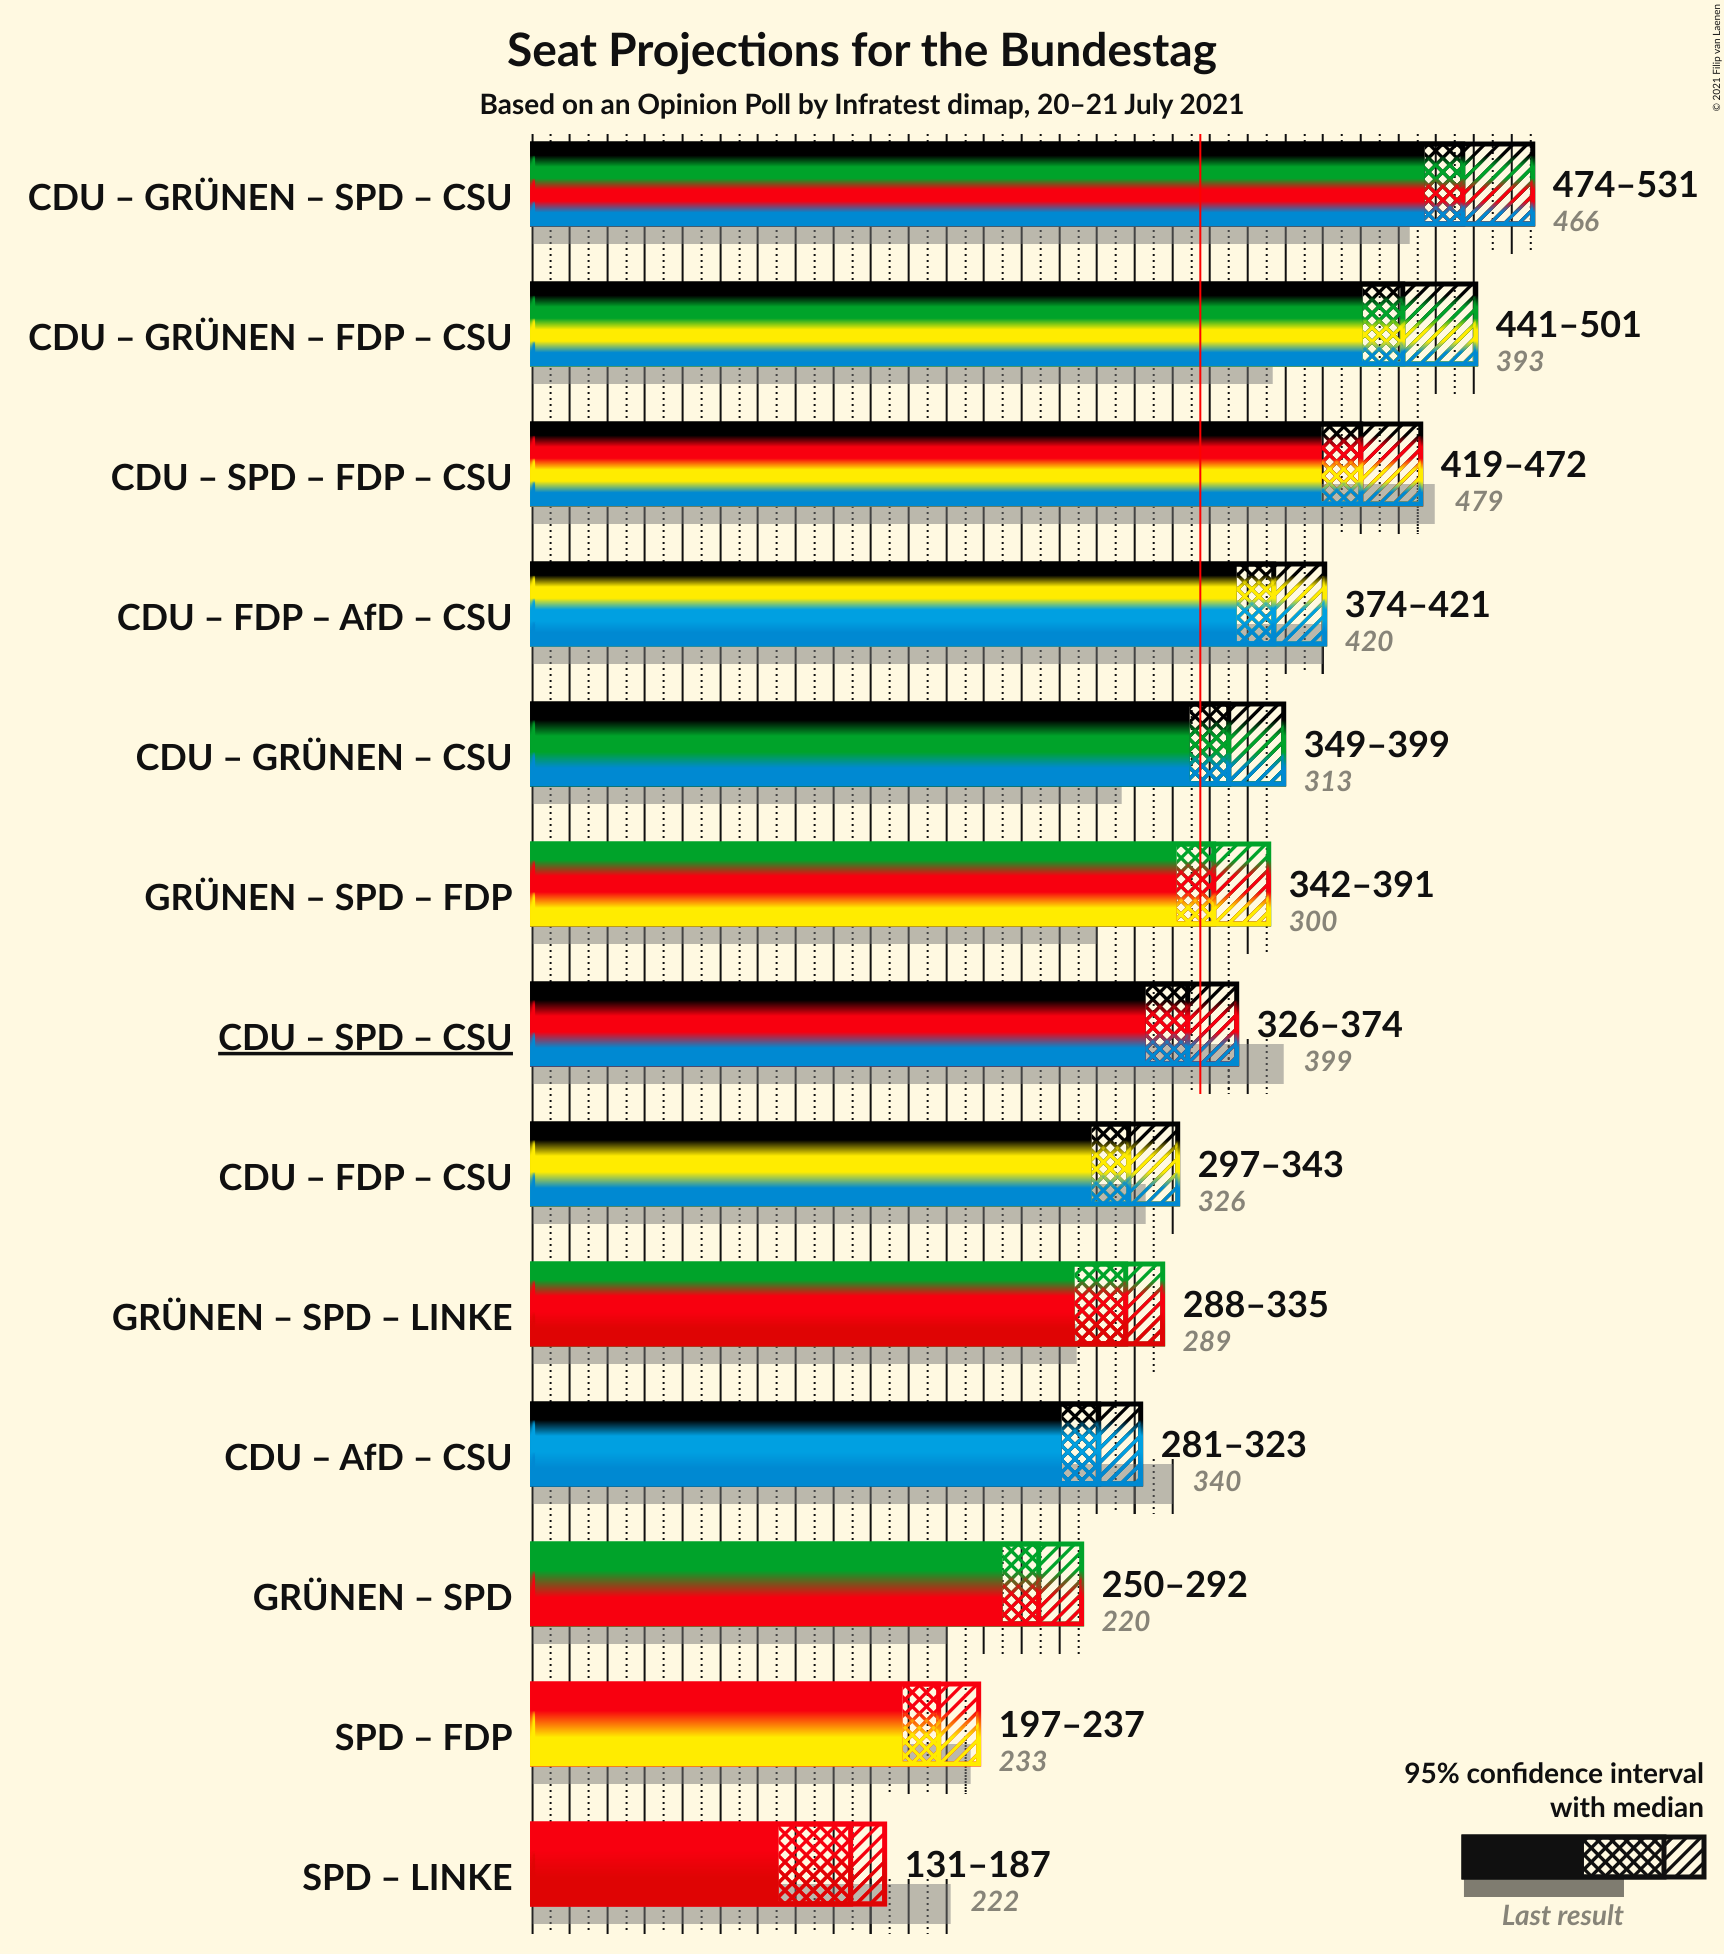 Seat Projections for the Bundestag
Based on an Opinion Poll by Infratest dimap, 20–21 July 2021
© 2021 Filip van Laenen
CDU – GRÜNEN – SPD – CSU
474–531
466
CDU – GRÜNEN – FDP – CSU
441–501
393
CDU – SPD – FDP – CSU
419–472
479
CDU – FDP – AfD – CSU
374–421
420
CDU – GRÜNEN – CSU
349–399
313
GRÜNEN – SPD – FDP
342–391
300
CDU – SPD – CSU
326–374
399
CDU – FDP – CSU
297–343
326
GRÜNEN – SPD – LINKE
288–335
289
CDU – AfD – CSU
281–323
340
GRÜNEN – SPD
250–292
220
SPD – FDP
197–237
233
SPD – LINKE
131–187
222
95% confidence interval
with median
Last result